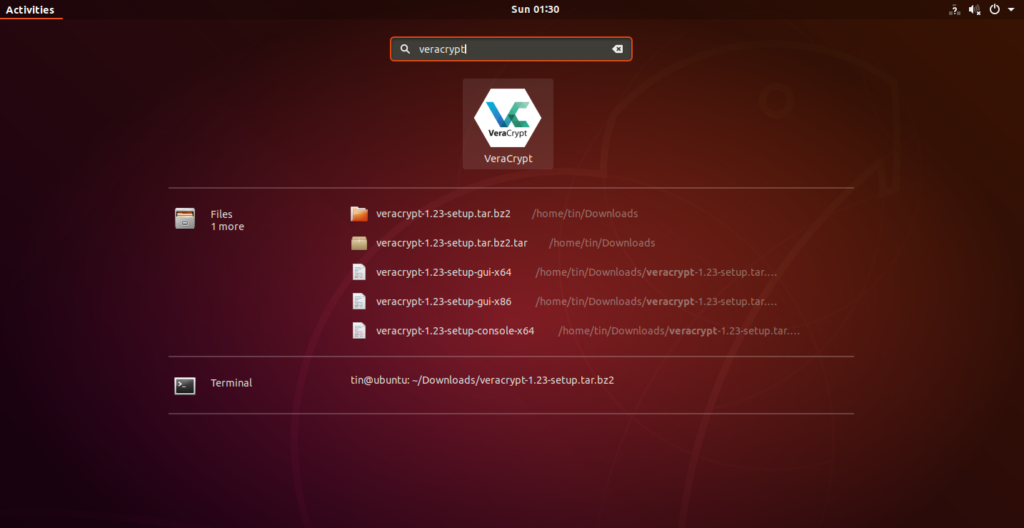 Activities
Sun 01:30
?
veracrypt
VeraCrypt
VeraCrypt
Files
1 more
veracrypt-1.23-setup.tar.bz2 /home/tin/Downloads
veracrypt-1.23-setup.tar.bz2.tar /home/tin/Downloads
veracrypt-1.23-setup-gui-x64 /home/tin/Downloads/veracrypt-1.23-setup.tar.…
veracrypt-1.23-setup-gui-x86 /home/tin/Downloads/veracrypt-1.23-setup.tar.…
veracrypt-1.23-setup-console-x64 /home/tin/Downloads/veracrypt-1.23-setup.tar.…
Terminal
tin@ubuntu: ~/Downloads/veracrypt-1.23-setup.tar.bz2